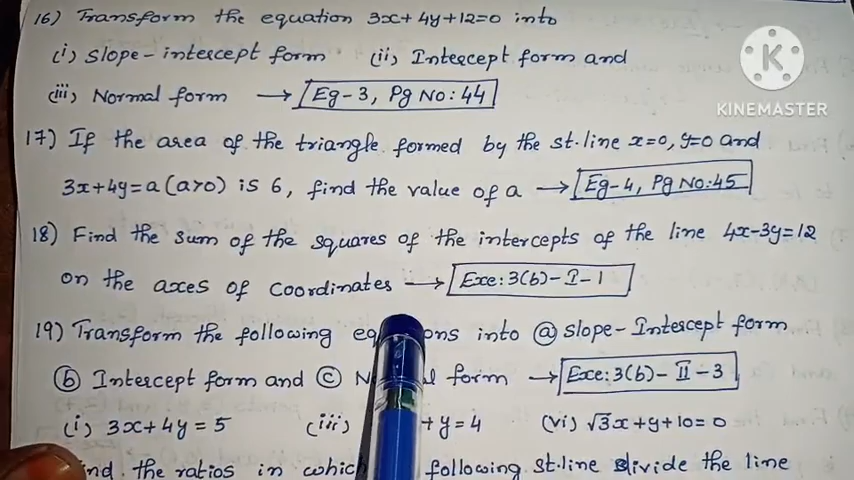 16) Transform the equation 3x+4y+12=0 into
(i) slope-intercept form (ii) Intercept form and
(iii) Normal form → Eg-3, Pg No: 44
K
KINEMASTER
17) If the area of the triangle formed by the st.line x=0, y=0 and
3x+4y=a (a>0) is 6, find the value of a → Eg-4, Pg No:45
18) Find the sum of the squares of the intercepts of the line 4x-3y=12
on the axes of coordinates → Exe: 3(b)-I-1
19) Transform the following into ⓐ slope-Intercept form
ⓑ Intercept form and ⓒ form → Exe: 3(b)-II-3
(i) 3x+4y=5 (iii) +y=4 (vi) √3x+y+10=0
the ratios in which following st.line divide the line